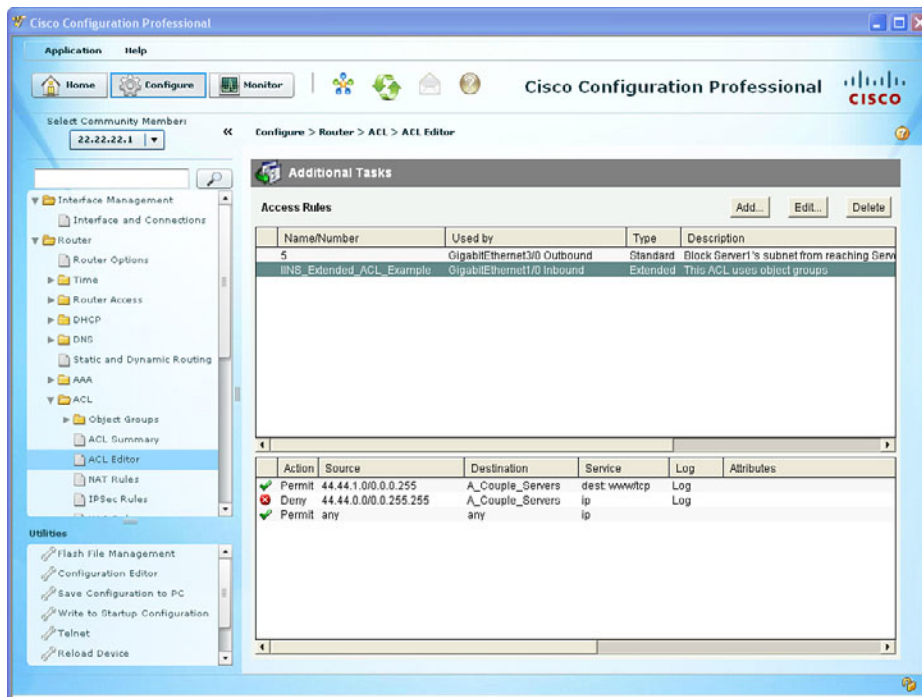 Cisco Configuration Professional
Application Help
Home Configure Monitor
Cisco Configuration Professional
CISCO
Select Community Member:
22.22.22.1
Configure > Router > ACL > ACL Editor
Interface Management
Interface and Connections
Router
Router Options
Time
Router Access
DHCP
DNS
Static and Dynamic Routing
AAA
ACL
Object Groups
ACL Summary
ACL Editor
NAT Rules
IPSec Rules
Utilities
Flash File Management
Configuration Editor
Save Configuration to PC
Write to Startup Configuration
Telnet
Reload Device
Additional Tasks
Access Rules
Add... Edit... Delete
Name/Number Used by Type Description
5 GigabitEthernet3/0 Outbound Standard Block Server1's subnet from reaching Serv
IINS_Extended_ACL_Example GigabitEthernet1/0 Inbound Extended This ACL uses object groups
Action Source Destination Service Log Attributes
Permit 44.44.1.0/0.0.0.255 A_Couple_Servers dest:www/tcp Log
Deny 44.44.0.0/0.0.255.255 A_Couple_Servers ip Log
Permit any any ip